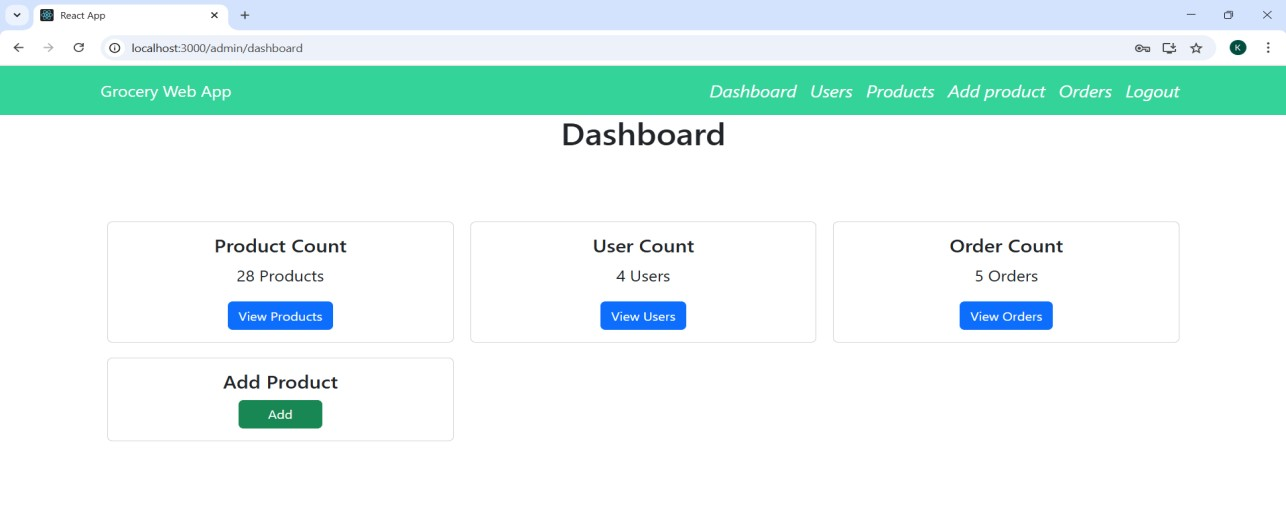 React App
localhost:3000/admin/dashboard
K
Grocery Web App Dashboard Users Products Add product Orders Logout
Dashboard
Product Count
28 Products
View Products
User Count
4 Users
View Users
Order Count
5 Orders
View Orders
Add Product
Add